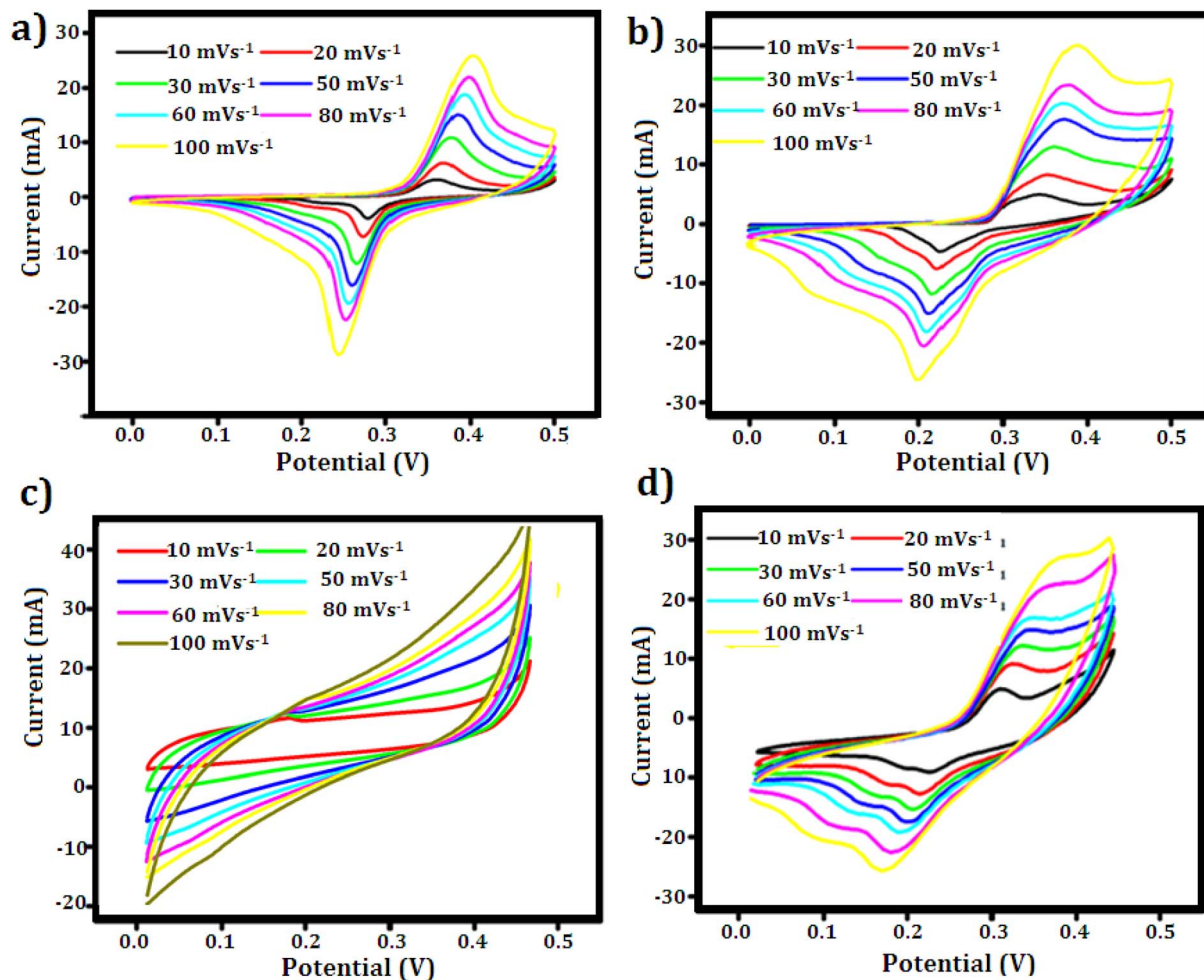 a)
30
20
10
0
-10
-20
-30
Current (mA)
10 mVs-1 20 mVs-1
30 mVs-1 50 mVs-1
60 mVs-1 80 mVs-1
100 mVs-1
0.0 0.1 0.2 0.3 0.4 0.5
Potential (V)
b)
30
20
10
0
-10
-20
-30
Current (mA)
10 mVs-1 20 mVs-1
30 mVs-1 50 mVs-1
60 mVs-1 80 mVs-1
100 mVs-1
0.0 0.1 0.2 0.3 0.4 0.5
Potential (V)
c)
40
30
20
10
0
-10
-20
Current (mA)
10 mVs-1 20 mVs-1
30 mVs-1 50 mVs-1
60 mVs-1 80 mVs-1
100 mVs-1
0.0 0.1 0.2 0.3 0.4 0.5
Potential (V)
d)
30
20
10
0
-10
-20
-30
Current (mA)
10 mVs-1 20 mVs-1
30 mVs-1 50 mVs-1
60 mVs-1 80 mVs-1
100 mVs-1
0.0 0.1 0.2 0.3 0.4 0.5
Potential (V)